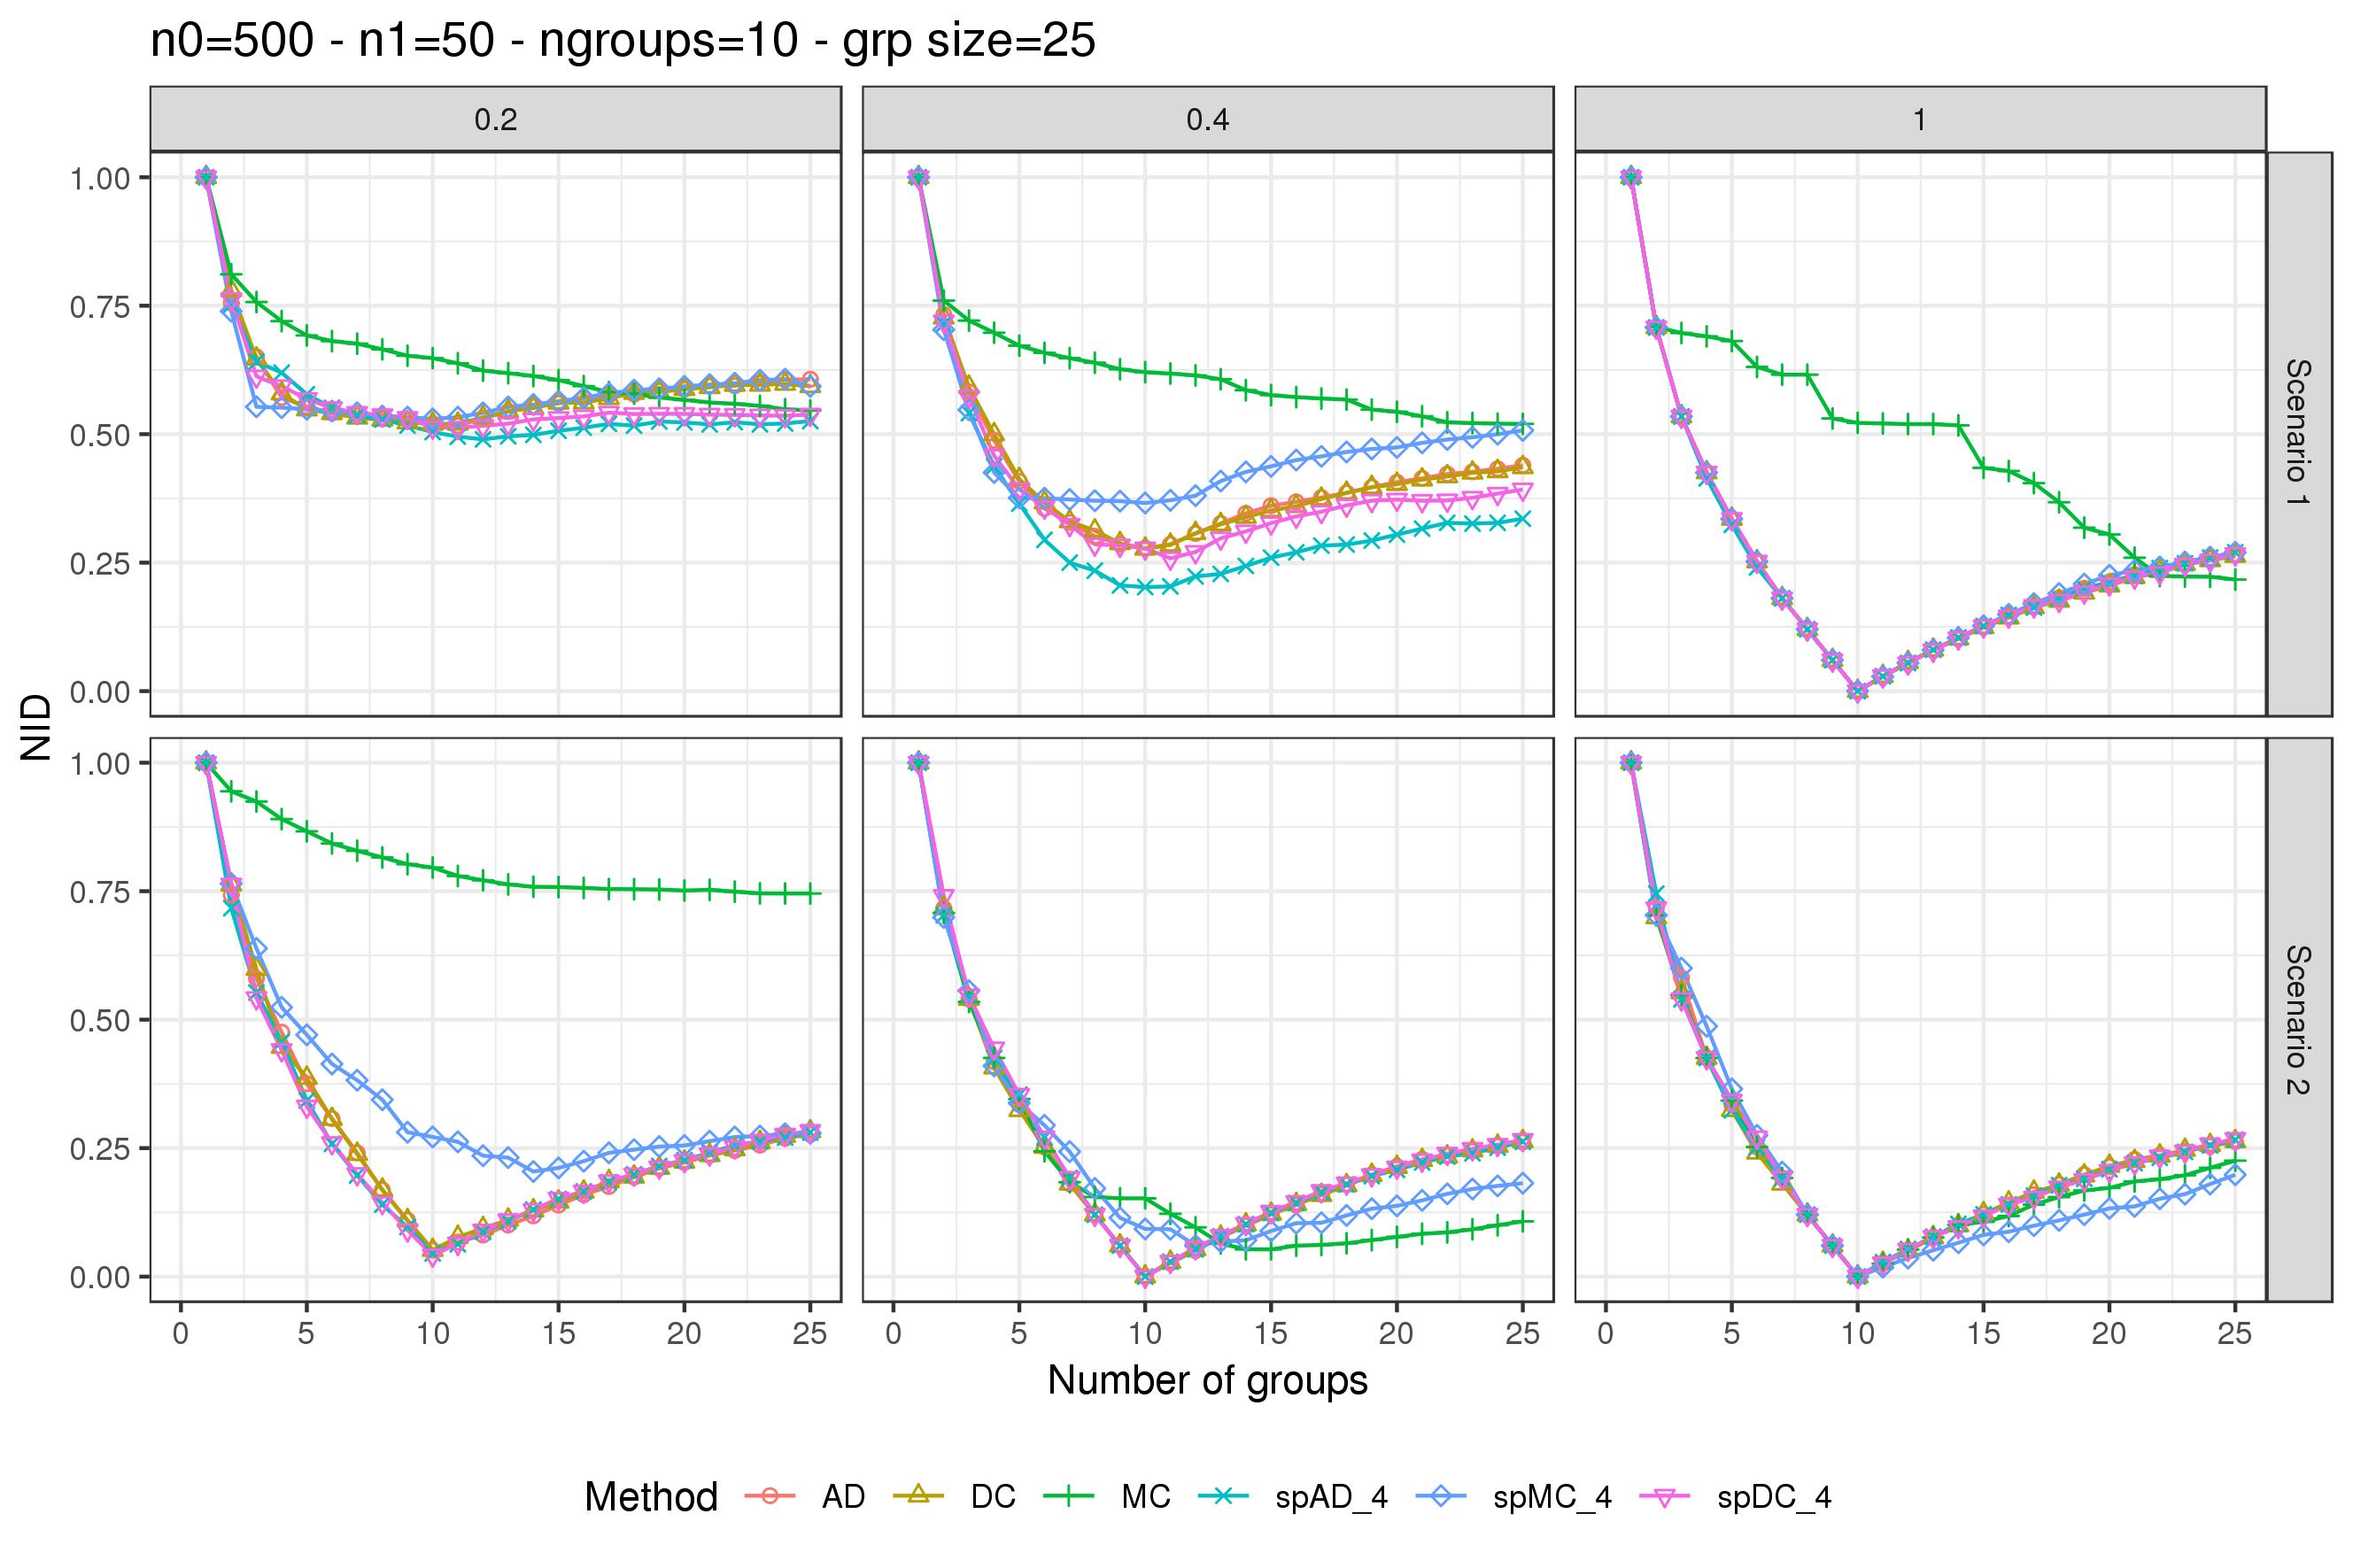 n0=500 - n1=50 - ngroups=10 - grp size=25
0.2 0.4 1
1.00
0.75
0.50
0.25
0.00
Scenario 1
NID
1.00
0.75
0.50
0.25
0.00
Scenario 2
0 5 10 15 20 25 0 5 10 15 20 25 0 5 10 15 20 25
Number of groups
Method AD DC MC spAD_4 spMC_4 spDC_4